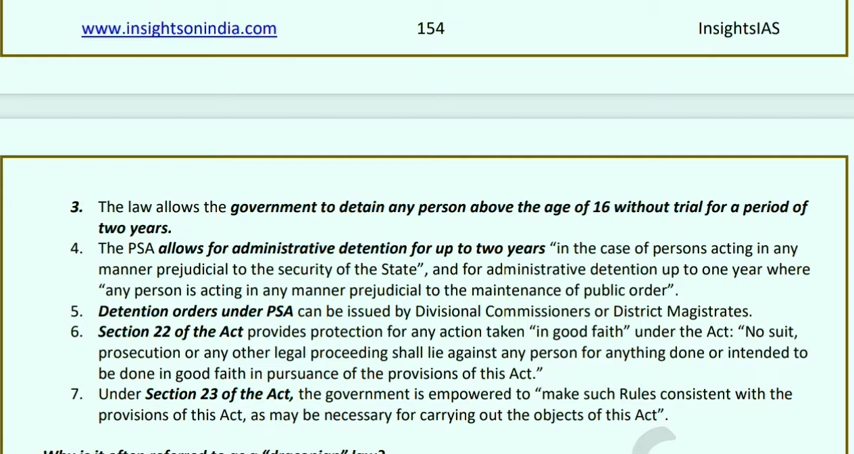 www.insightsonindia.com 154 InsightsIAS
3. The law allows the government to detain any person above the age of 16 without trial for a period of
two years.
4. The PSA allows for administrative detention for up to two years “in the case of persons acting in any
manner prejudicial to the security of the State”, and for administrative detention up to one year where
“any person is acting in any manner prejudicial to the maintenance of public order”.
5. Detention orders under PSA can be issued by Divisional Commissioners or District Magistrates.
6. Section 22 of the Act provides protection for any action taken “in good faith” under the Act: “No suit,
prosecution or any other legal proceeding shall lie against any person for anything done or intended to
be done in good faith in pursuance of the provisions of this Act.”
7. Under Section 23 of the Act, the government is empowered to “make such Rules consistent with the
provisions of this Act, as may be necessary for carrying out the objects of this Act”.
Why is it often referred to as a “draconian” law?